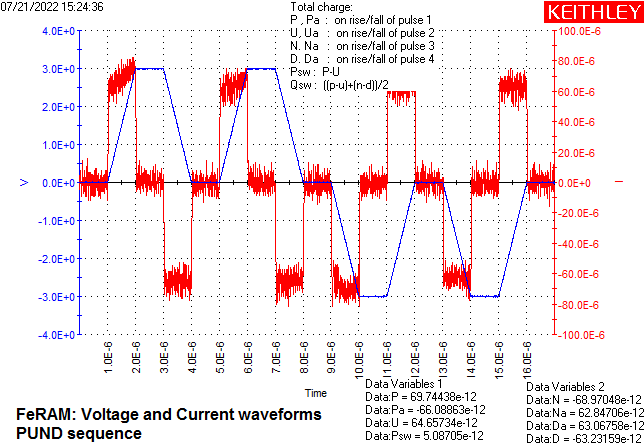 07/21/2022 15:24:36
Total charge:
P , Pa : on rise/fall of pulse 1
U, Ua : on rise/fall of pulse 2
N. Na : on rise/fall of pulse 3
D. Da : on rise/fall of pulse 4
Psw : P-U
Qsw : ((p-u)+(n-d))/2
KEITHLEY
4.0E+0
3.0E+0
2.0E+0
1.0E+0
0.0E+0
-1.0E+0
-2.0E+0
-3.0E+0
-4.0E+0
V
100.0E-6
80.0E-6
60.0E-6
40.0E-6
20.0E-6
0.0E+0
-20.0E-6
-40.0E-6
-60.0E-6
-80.0E-6
-100.0E-6
I
1.0E-6
2.0E-6
3.0E-6
4.0E-6
5.0E-6
6.0E-6
7.0E-6
8.0E-6
9.0E-6
10.0E-6
11.0E-6
12.0E-6
13.0E-6
14.0E-6
15.0E-6
16.0E-6
Time
FeRAM: Voltage and Current waveforms
PUND sequence
Data Variables 1
Data:P = 69.74438e-12
Data:Pa = -66.08863e-12
Data:U = 64.65734e-12
Data:Psw = 5.08705e-12
Data Variables 2
Data:N = -68.97048e-12
Data:Na = 62.84706e-12
Data:Da = 63.06758e-12
Data:D = -63.23159e-12